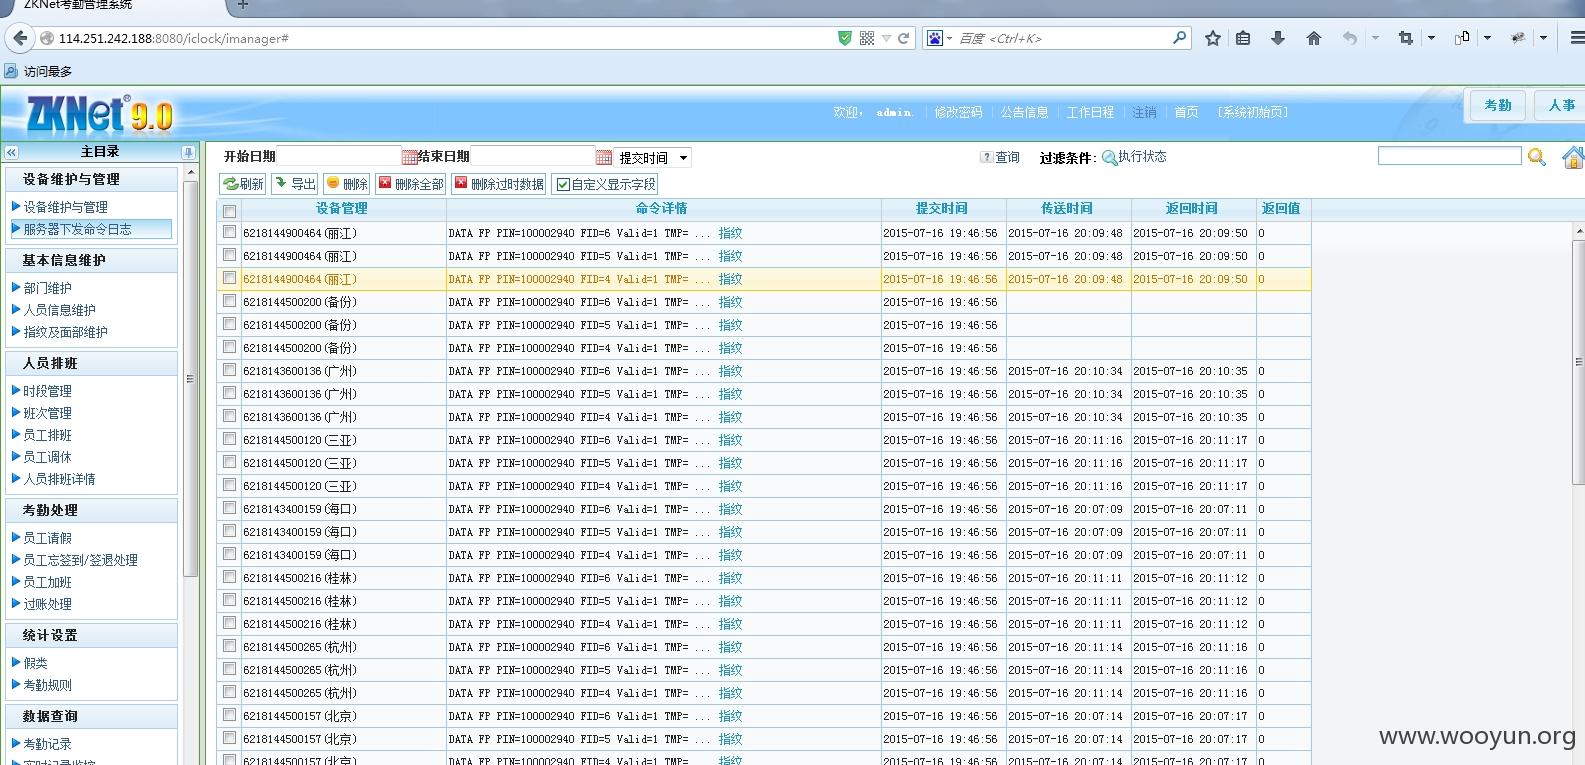 ZKNet考勤管理系统
114.251.242.188:8080/iclock/imanager#
百度 <Ctrl+K>
访问最多
ZKNet 9.0
欢迎， admin. 修改密码 公告信息 工作日程 注销 首页 [系统初始页]
考勤 人事
主目录
设备维护与管理
设备维护与管理
服务器下发命令日志
基本信息维护
部门维护
人员信息维护
指纹及面部维护
人员排班
时段管理
班次管理
员工排班
员工调休
人员排班详情
考勤处理
员工请假
员工忘签到/签退处理
员工加班
过账处理
统计设置
假类
考勤规则
数据查询
考勤记录
实时记录监控
开始日期 结束日期 提交时间 查询 过滤条件: 执行状态
刷新 导出 删除 删除全部 删除过时数据 自定义显示字段
设备管理 命令详情 提交时间 传送时间 返回时间 返回值
6218144900464(丽江) DATA FP PIN=100002940 FID=6 Valid=1 TMP= ... 指纹 2015-07-16 19:46:56 2015-07-16 20:09:48 2015-07-16 20:09:50 0
6218144900464(丽江) DATA FP PIN=100002940 FID=5 Valid=1 TMP= ... 指纹 2015-07-16 19:46:56 2015-07-16 20:09:48 2015-07-16 20:09:50 0
6218144900464(丽江) DATA FP PIN=100002940 FID=4 Valid=1 TMP= ... 指纹 2015-07-16 19:46:56 2015-07-16 20:09:48 2015-07-16 20:09:50 0
6218144500200(备份) DATA FP PIN=100002940 FID=6 Valid=1 TMP= ... 指纹 2015-07-16 19:46:56
6218144500200(备份) DATA FP PIN=100002940 FID=5 Valid=1 TMP= ... 指纹 2015-07-16 19:46:56
6218144500200(备份) DATA FP PIN=100002940 FID=4 Valid=1 TMP= ... 指纹 2015-07-16 19:46:56
6218143600136(广州) DATA FP PIN=100002940 FID=6 Valid=1 TMP= ... 指纹 2015-07-16 19:46:56 2015-07-16 20:10:34 2015-07-16 20:10:35 0
6218143600136(广州) DATA FP PIN=100002940 FID=5 Valid=1 TMP= ... 指纹 2015-07-16 19:46:56 2015-07-16 20:10:34 2015-07-16 20:10:35 0
6218143600136(广州) DATA FP PIN=100002940 FID=4 Valid=1 TMP= ... 指纹 2015-07-16 19:46:56 2015-07-16 20:10:34 2015-07-16 20:10:35 0
6218144500120(三亚) DATA FP PIN=100002940 FID=6 Valid=1 TMP= ... 指纹 2015-07-16 19:46:56 2015-07-16 20:11:16 2015-07-16 20:11:17 0
6218144500120(三亚) DATA FP PIN=100002940 FID=5 Valid=1 TMP= ... 指纹 2015-07-16 19:46:56 2015-07-16 20:11:16 2015-07-16 20:11:17 0
6218144500120(三亚) DATA FP PIN=100002940 FID=4 Valid=1 TMP= ... 指纹 2015-07-16 19:46:56 2015-07-16 20:11:16 2015-07-16 20:11:17 0
6218143400159(海口) DATA FP PIN=100002940 FID=6 Valid=1 TMP= ... 指纹 2015-07-16 19:46:56 2015-07-16 20:07:09 2015-07-16 20:07:11 0
6218143400159(海口) DATA FP PIN=100002940 FID=5 Valid=1 TMP= ... 指纹 2015-07-16 19:46:56 2015-07-16 20:07:09 2015-07-16 20:07:11 0
6218143400159(海口) DATA FP PIN=100002940 FID=4 Valid=1 TMP= ... 指纹 2015-07-16 19:46:56 2015-07-16 20:07:09 2015-07-16 20:07:11 0
6218144500216(桂林) DATA FP PIN=100002940 FID=6 Valid=1 TMP= ... 指纹 2015-07-16 19:46:56 2015-07-16 20:11:11 2015-07-16 20:11:12 0
6218144500216(桂林) DATA FP PIN=100002940 FID=5 Valid=1 TMP= ... 指纹 2015-07-16 19:46:56 2015-07-16 20:11:11 2015-07-16 20:11:12 0
6218144500216(桂林) DATA FP PIN=100002940 FID=4 Valid=1 TMP= ... 指纹 2015-07-16 19:46:56 2015-07-16 20:11:11 2015-07-16 20:11:12 0
6218144500265(杭州) DATA FP PIN=100002940 FID=6 Valid=1 TMP= ... 指纹 2015-07-16 19:46:56 2015-07-16 20:11:14 2015-07-16 20:11:16 0
6218144500265(杭州) DATA FP PIN=100002940 FID=5 Valid=1 TMP= ... 指纹 2015-07-16 19:46:56 2015-07-16 20:11:14 2015-07-16 20:11:16 0
6218144500265(杭州) DATA FP PIN=100002940 FID=4 Valid=1 TMP= ... 指纹 2015-07-16 19:46:56 2015-07-16 20:11:14 2015-07-16 20:11:16 0
6218144500157(北京) DATA FP PIN=100002940 FID=6 Valid=1 TMP= ... 指纹 2015-07-16 19:46:56 2015-07-16 20:07:14 2015-07-16 20:07:17 0
6218144500157(北京) DATA FP PIN=100002940 FID=5 Valid=1 TMP= ... 指纹 2015-07-16 19:46:56 2015-07-16 20:07:14 2015-07-16 20:07:17 0
6218144500157(北京) DATA FP PIN=100002940 FID=4 Valid=1 TMP= ... 指纹 2015-07-16 19:46:56 2015-07-16 20:07:14 2015-07-16 20:07:17 0
www.wooyun.org